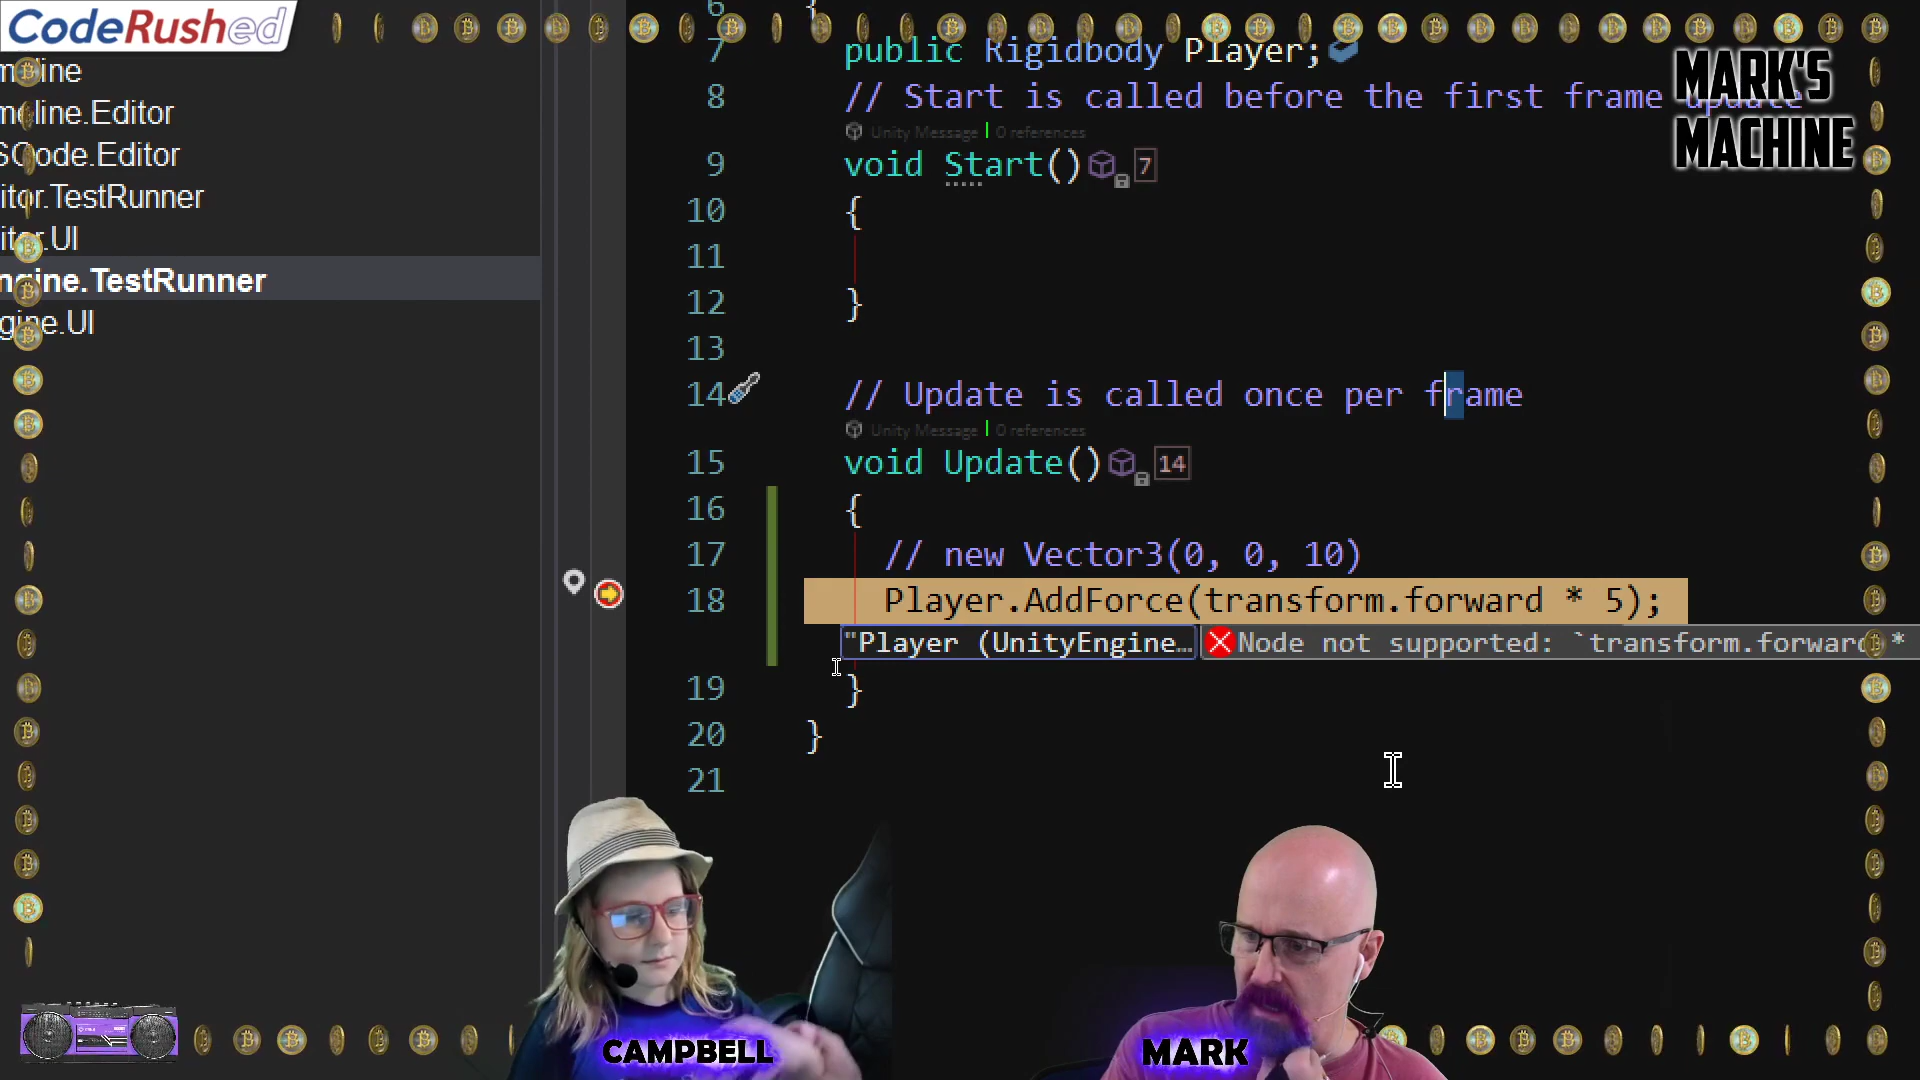 CodeRushed
MARK'S
MACHINE
meline
meline.Editor
SCode.Editor
itor.TestRunner
itor.UI
ngine.TestRunner
gine.UI
6 {
7 public Rigidbody Player;
8 // Start is called before the first frame update
Unity Message | 0 references
9 void Start() 7
10 {
11
12 }
13
14 // Update is called once per frame
Unity Message | 0 references
15 void Update() 14
16 {
17 // new Vector3(0, 0, 10)
18 Player.AddForce(transform.forward * 5);
"Player (UnityEngine… Node not supported: `transform.forward *
19 }
20 }
21
CAMPBELL
MARK